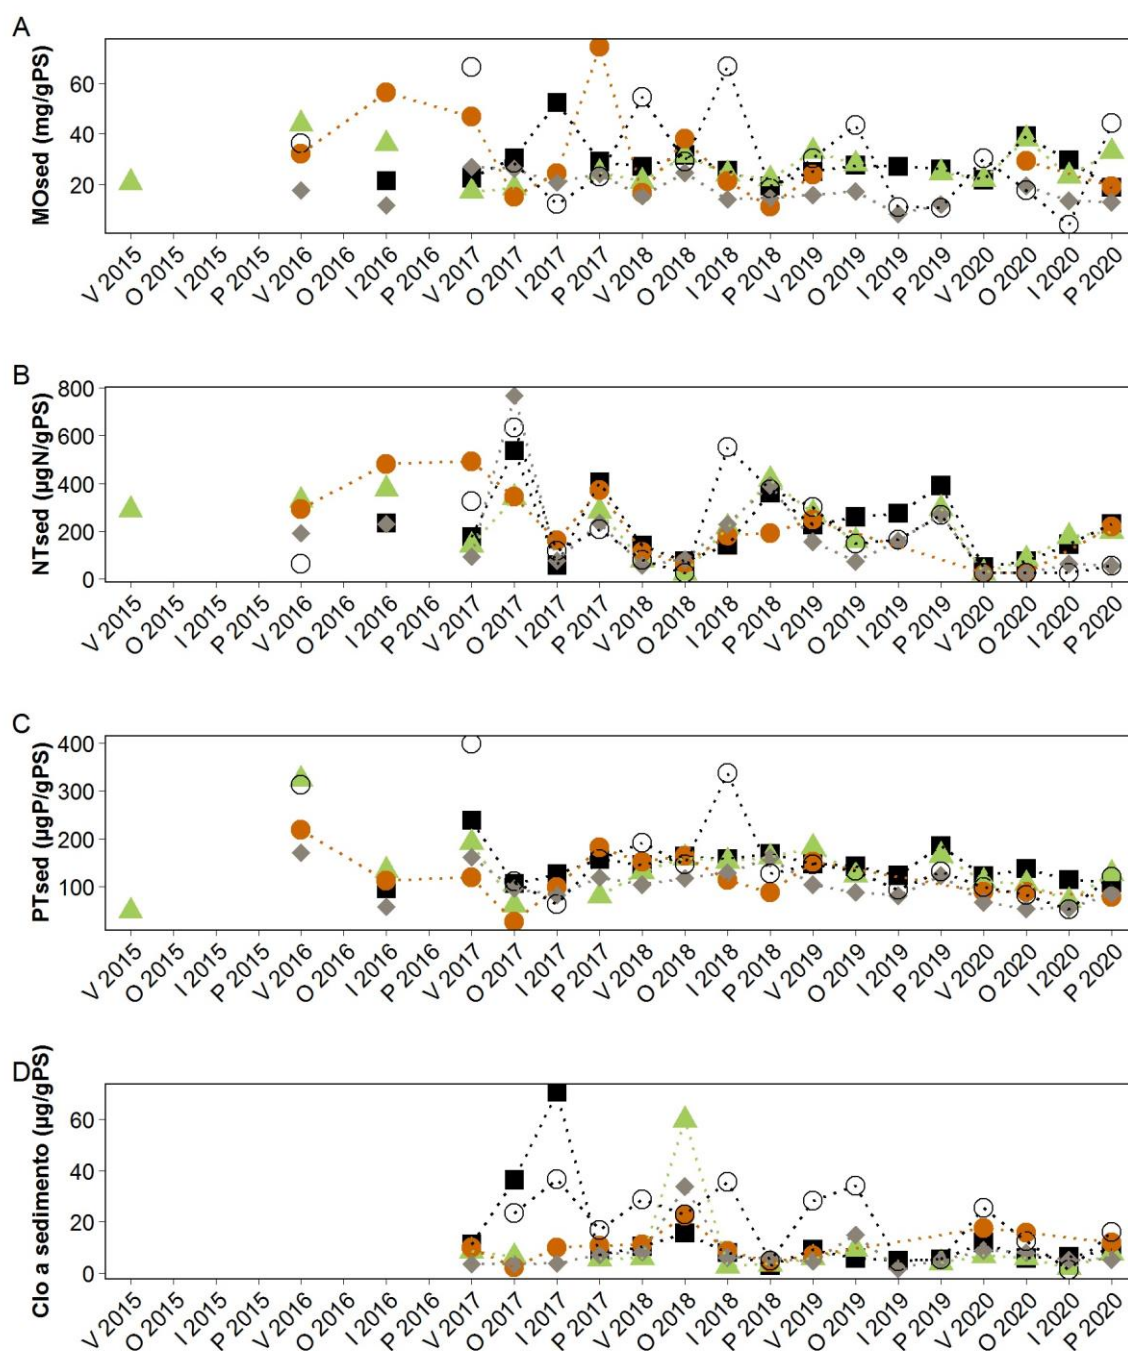 A
MOsed (mg/gPS)
60
40
20
V 2015
O 2015
I 2015
P 2015
V 2016
O 2016
I 2016
P 2016
V 2017
O 2017
I 2017
P 2017
V 2018
O 2018
I 2018
P 2018
V 2019
O 2019
I 2019
P 2019
V 2020
O 2020
I 2020
P 2020
B
NTsed (µgN/gPS)
800
600
400
200
0
V 2015
O 2015
I 2015
P 2015
V 2016
O 2016
I 2016
P 2016
V 2017
O 2017
I 2017
P 2017
V 2018
O 2018
I 2018
P 2018
V 2019
O 2019
I 2019
P 2019
V 2020
O 2020
I 2020
P 2020
C
PTsed (µgP/gPS)
400
300
200
100
V 2015
O 2015
I 2015
P 2015
V 2016
O 2016
I 2016
P 2016
V 2017
O 2017
I 2017
P 2017
V 2018
O 2018
I 2018
P 2018
V 2019
O 2019
I 2019
P 2019
V 2020
O 2020
I 2020
P 2020
D
Clo a sedimento (µg/gPS)
60
40
20
0
V 2015
O 2015
I 2015
P 2015
V 2016
O 2016
I 2016
P 2016
V 2017
O 2017
I 2017
P 2017
V 2018
O 2018
I 2018
P 2018
V 2019
O 2019
I 2019
P 2019
V 2020
O 2020
I 2020
P 2020